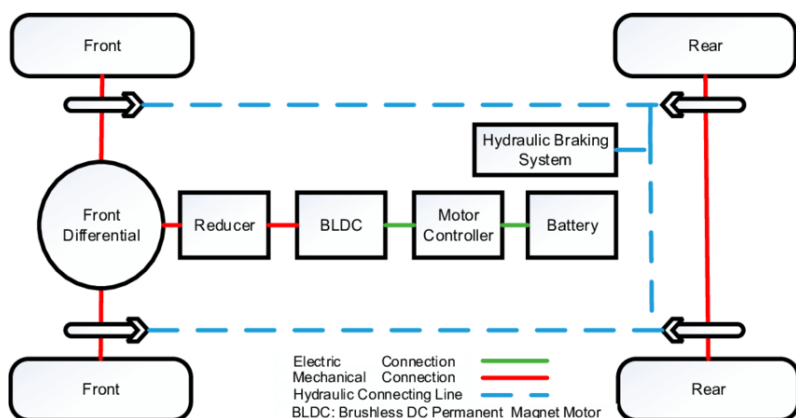 Front
Rear
Hydraulic Braking
System
Front
Differential
Reducer
BLDC
Motor
Controller
Battery
Electric Connection
Mechanical Connection
Hydraulic Connecting Line
BLDC: Brushless DC Permanent Magnet Motor
Front
Rear